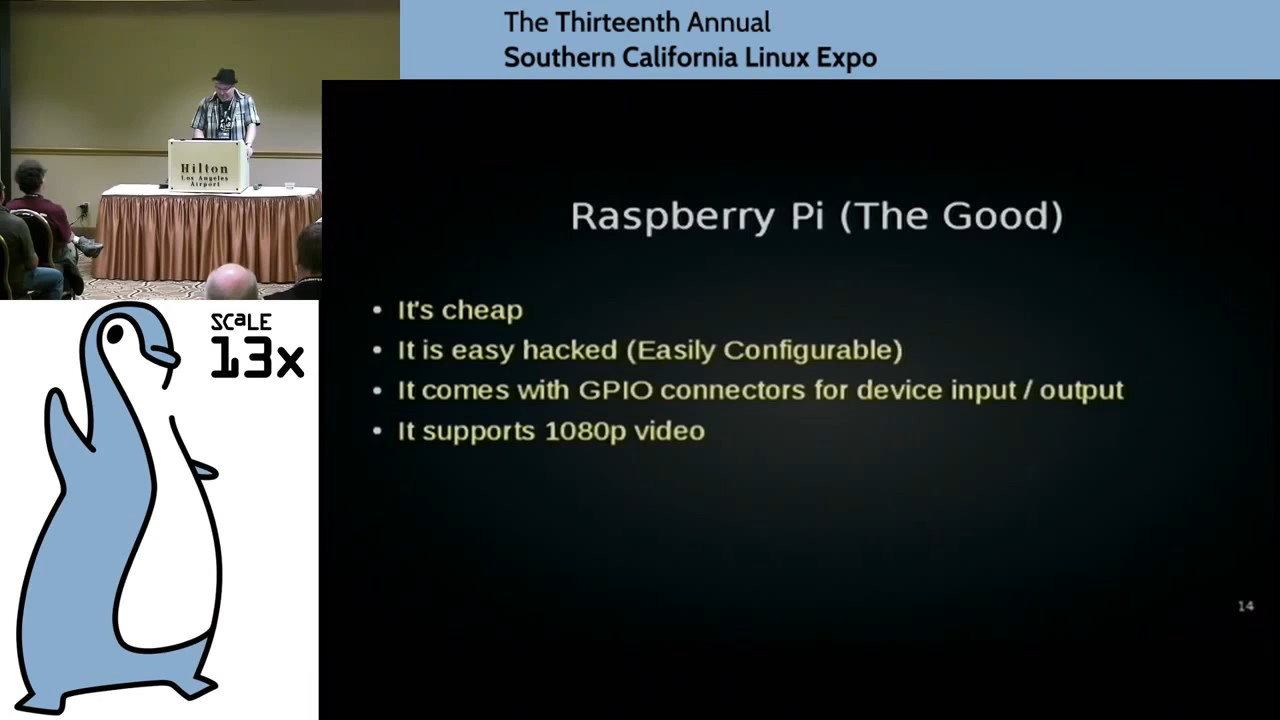 The Thirteenth Annual
Southern California Linux Expo
Hilton
Los Angeles
Airport
SCaLE
13x
Raspberry Pi (The Good)
• It's cheap
• It is easy hacked (Easily Configurable)
• It comes with GPIO connectors for device input / output
• It supports 1080p video
14